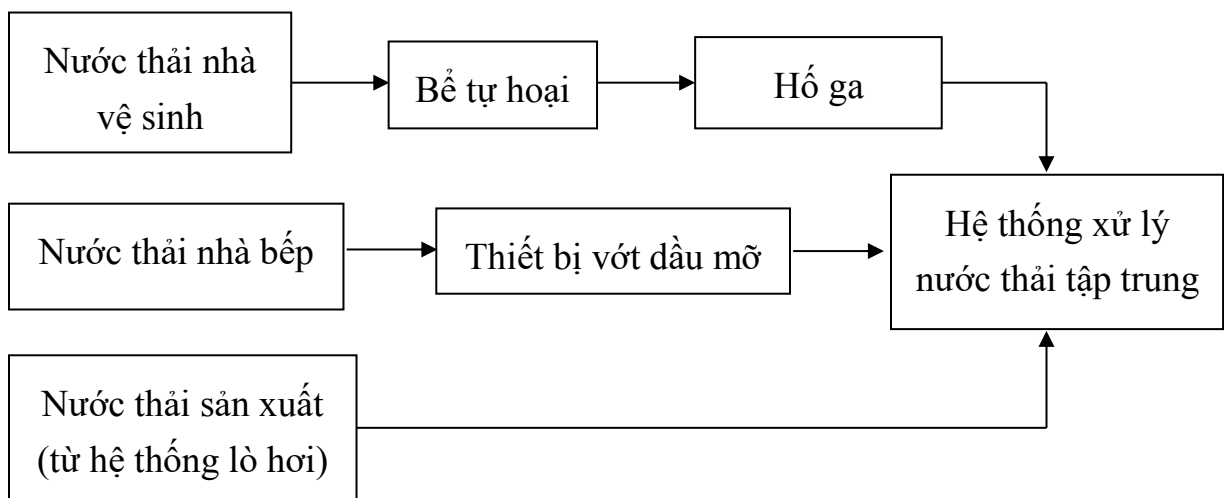 Nước thải nhà
vệ sinh
Bể tự hoại
Hố ga
Nước thải nhà bếp
Thiết bị vớt dầu mỡ
Hệ thống xử lý
nước thải tập trung
Nước thải sản xuất
(từ hệ thống lò hơi)